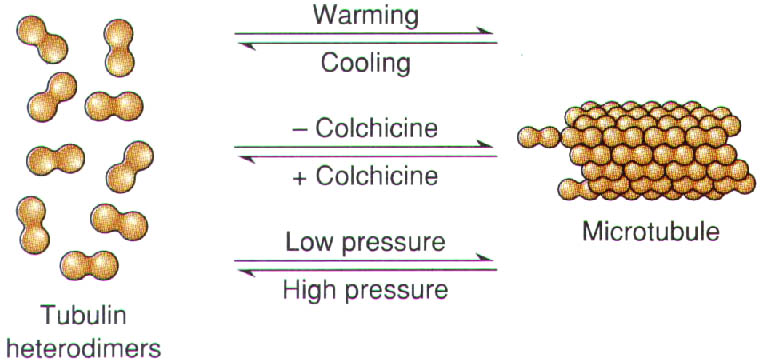 Warming
Cooling
– Colchicine
+ Colchicine
Low pressure
High pressure
Tubulin
heterodimers
Microtubule